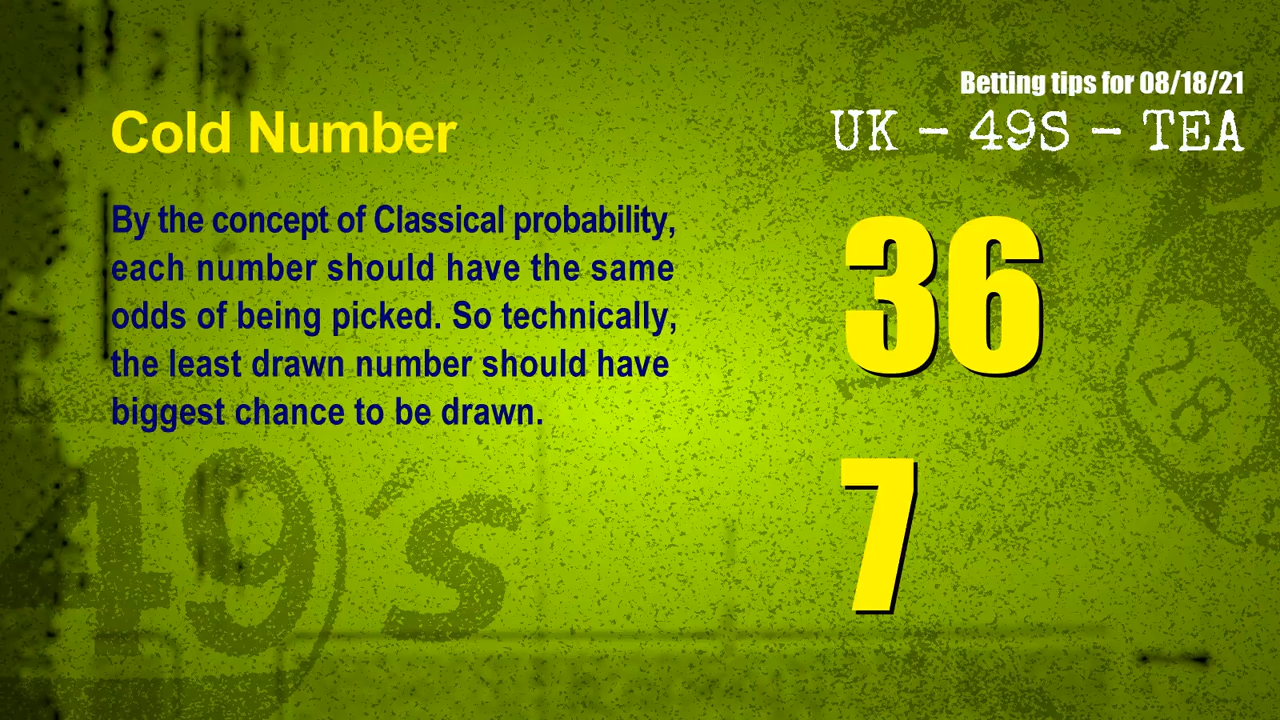 Betting tips for 08/18/21
UK - 49S - TEA
Cold Number
By the concept of Classical probability,
each number should have the same
odds of being picked. So technically,
the least drawn number should have
biggest chance to be drawn.
36
7
49's
28